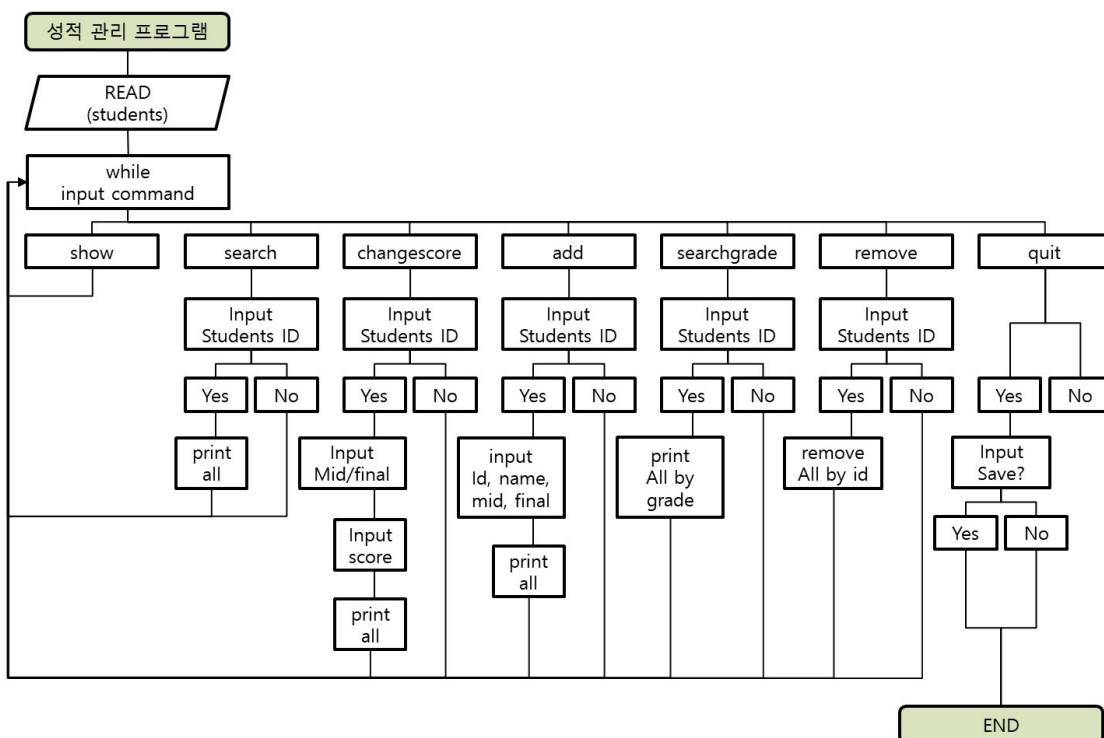 성적 관리 프로그램
READ
(students)
while
input command
show
search
changescore
add
searchgrade
remove
quit
Input
Students ID
Input
Students ID
Input
Students ID
Input
Students ID
Input
Students ID
Yes
No
Yes
No
Yes
No
Yes
No
Yes
No
Yes
No
print
all
Input
Mid/final
input
Id, name,
mid, final
print
All by
grade
remove
All by id
Input
Save?
Input
score
print
all
Yes
No
print
all
END